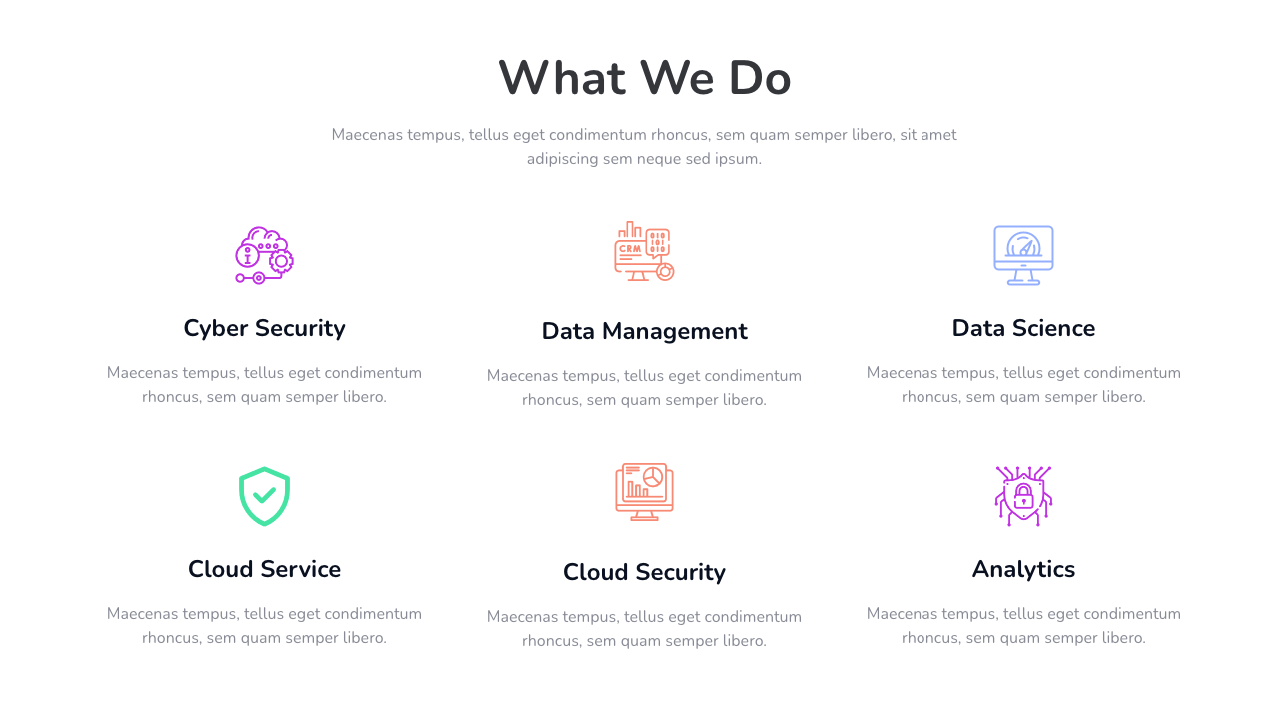 What We Do
Maecenas tempus, tellus eget condimentum rhoncus, sem quam semper libero, sit amet
adipiscing sem neque sed ipsum.
CRM
010
101
010
i
Cyber Security
Maecenas tempus, tellus eget condimentum
rhoncus, sem quam semper libero.
Data Management
Maecenas tempus, tellus eget condimentum
rhoncus, sem quam semper libero.
Data Science
Maecenas tempus, tellus eget condimentum
rhoncus, sem quam semper libero.
Cloud Service
Maecenas tempus, tellus eget condimentum
rhoncus, sem quam semper libero.
Cloud Security
Maecenas tempus, tellus eget condimentum
rhoncus, sem quam semper libero.
Analytics
Maecenas tempus, tellus eget condimentum
rhoncus, sem quam semper libero.